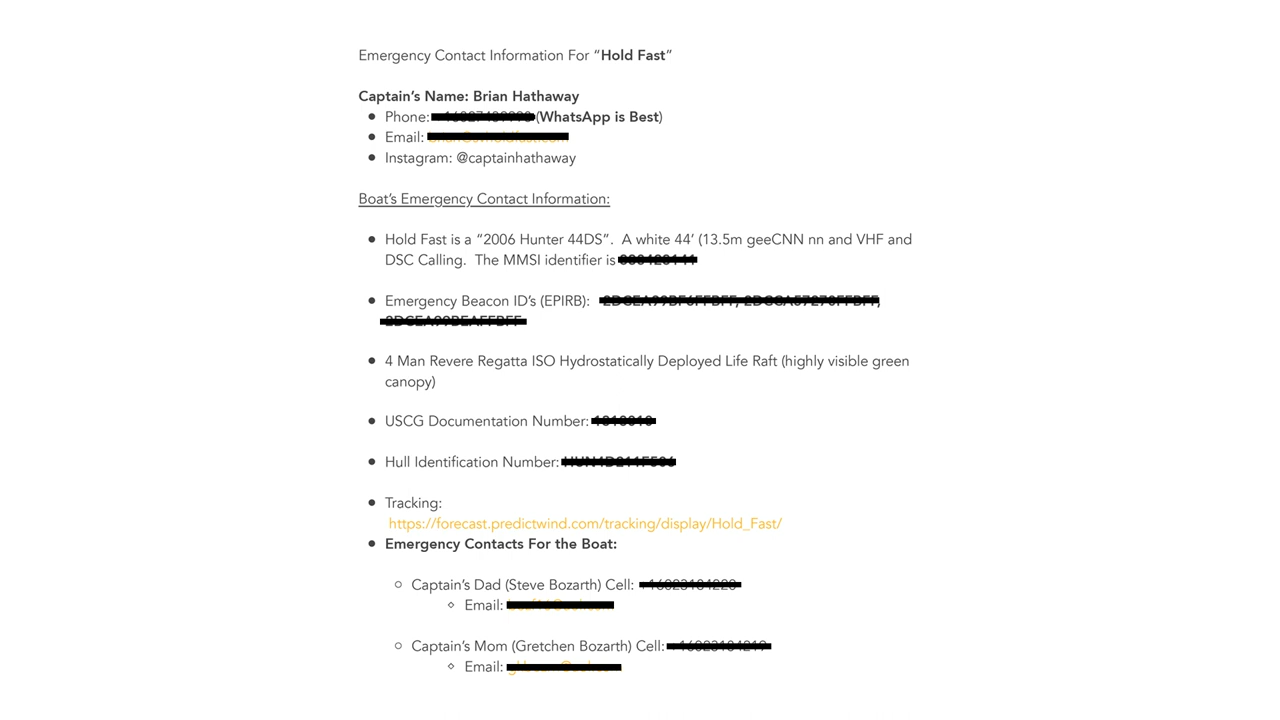 Emergency Contact Information For “Hold Fast”
Captain’s Name: Brian Hathaway
● Phone: (WhatsApp is Best)
● Email:
● Instagram: @captainhathaway
Boat’s Emergency Contact Information:
● Hold Fast is a “2006 Hunter 44DS”. A white 44’ (13.5m geeCNN nn and VHF and
DSC Calling. The MMSI identifier is
● Emergency Beacon ID’s (EPIRB):
● 4 Man Revere Regatta ISO Hydrostatically Deployed Life Raft (highly visible green
canopy)
● USCG Documentation Number:
● Hull Identification Number:
● Tracking:
https://forecast.predictwind.com/tracking/display/Hold_Fast/
● Emergency Contacts For the Boat:
○ Captain’s Dad (Steve Bozarth) Cell:
⋄ Email:
○ Captain’s Mom (Gretchen Bozarth) Cell:
⋄ Email: